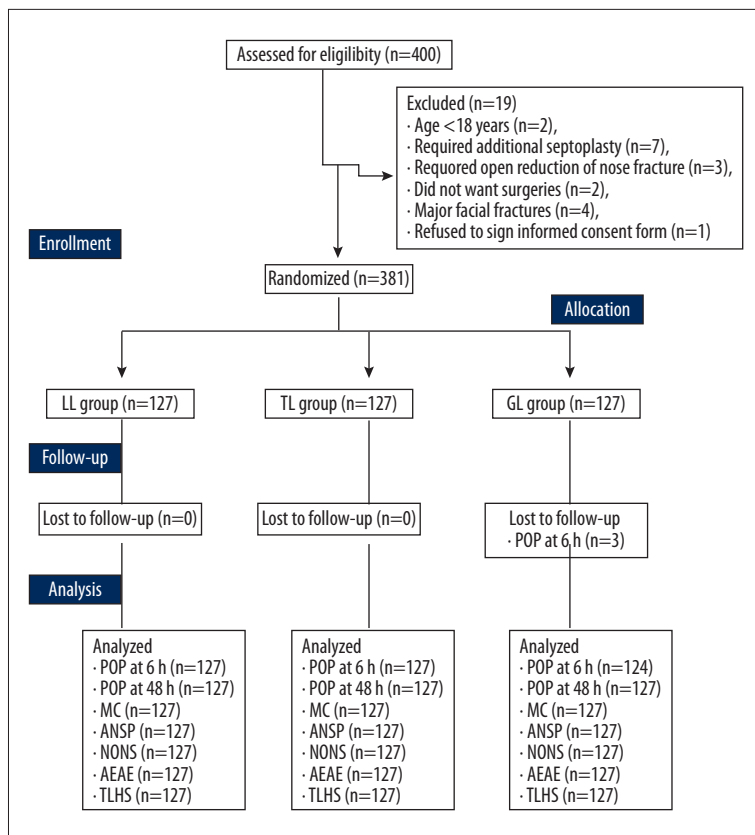 Assessed for eligilibity (n=400)
Excluded (n=19)
· Age <18 years (n=2),
· Required additional septoplasty (n=7),
· Requored open reduction of nose fracture (n=3),
· Did not want surgeries (n=2),
· Major facial fractures (n=4),
· Refused to sign informed consent form (n=1)
Enrollment
Randomized (n=381)
Allocation
LL group (n=127)
TL group (n=127)
GL group (n=127)
Follow-up
Lost to follow-up (n=0)
Lost to follow-up (n=0)
Lost to follow-up
· POP at 6 h (n=3)
Analysis
Analyzed
· POP at 6 h (n=127)
· POP at 48 h (n=127)
· MC (n=127)
· ANSP (n=127)
· NONS (n=127)
· AEAE (n=127)
· TLHS (n=127)
Analyzed
· POP at 6 h (n=127)
· POP at 48 h (n=127)
· MC (n=127)
· ANSP (n=127)
· NONS (n=127)
· AEAE (n=127)
· TLHS (n=127)
Analyzed
· POP at 6 h (n=124)
· POP at 48 h (n=127)
· MC (n=127)
· ANSP (n=127)
· NONS (n=127)
· AEAE (n=127)
· TLHS (n=127)